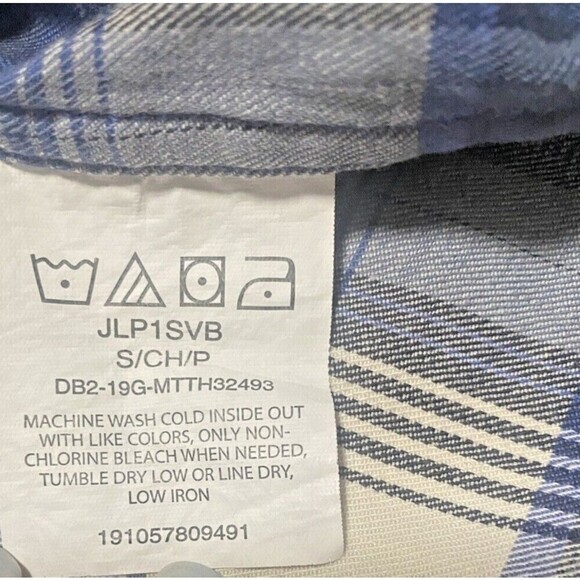 JLP1SVB
S/CH/P
DB2-19G-MTTH32493
MACHINE WASH COLD INSIDE OUT
WITH LIKE COLORS, ONLY NON-
CHLORINE BLEACH WHEN NEEDED,
TUMBLE DRY LOW OR LINE DRY,
LOW IRON
191057809491